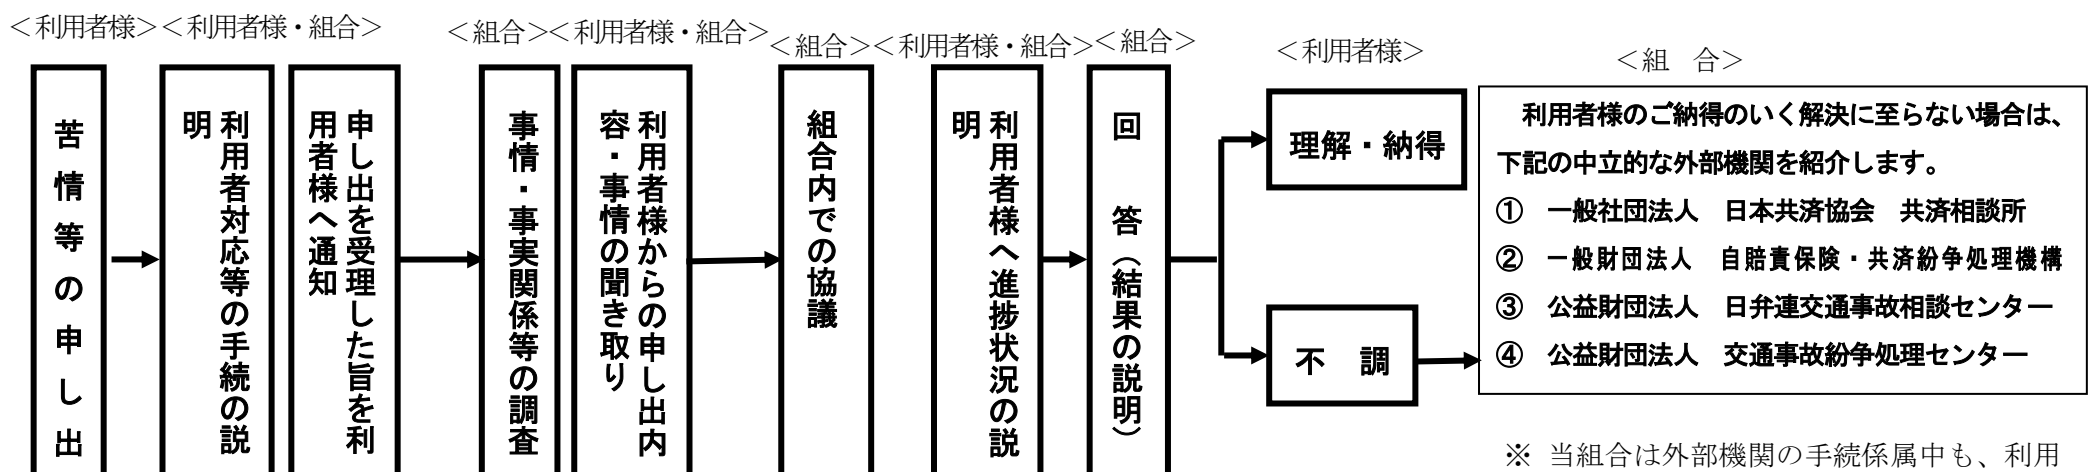 ＜利用者様＞
＜利用者様・組合＞
＜組合＞
＜利用者様・組合＞
＜組合＞
＜利用者様・組合＞
＜組合＞
＜利用者様＞
＜組　合＞
苦情等の申し出
利用者対応等の手続の説
明
申し出を受理した旨を利
用者様へ通知
事情・事実関係等の調査
利用者様からの申し出内
容・事情の聞き取り
組合内での協議
利用者様へ進捗状況の説
明
回　答（結果の説明）
理解・納得
不　調
利用者様のご納得のいく解決に至らない場合は、
下記の中立的な外部機関を紹介します。
①　一般社団法人　日本共済協会　共済相談所
②　一般財団法人　自賠責保険・共済紛争処理機構
③　公益財団法人　日弁連交通事故相談センター
④　公益財団法人　交通事故紛争処理センター
※ 当組合は外部機関の手続係属中も、利用